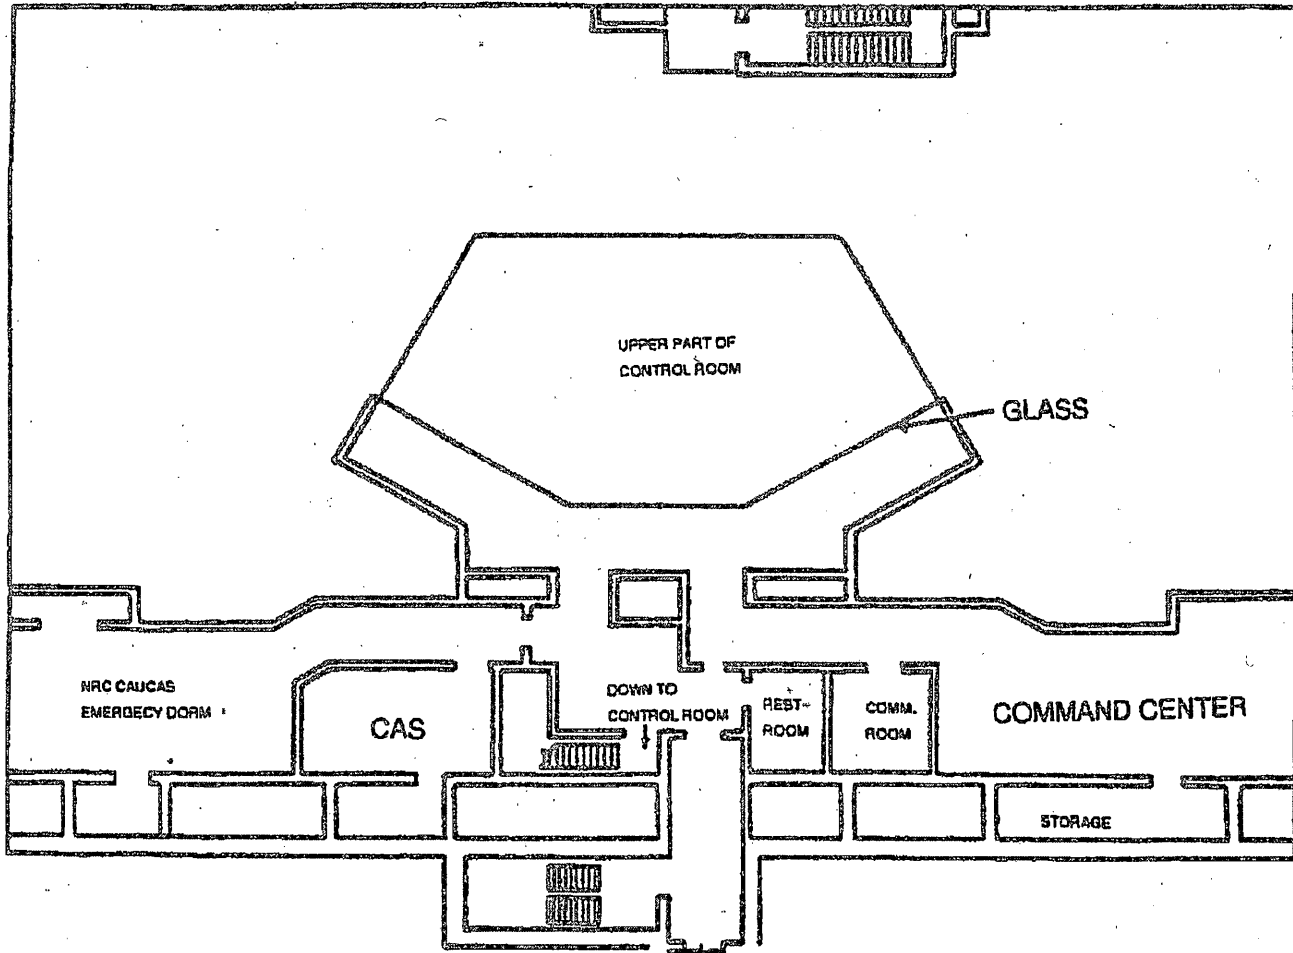 UPPER PART OF
CONTROL ROOM
GLASS
NRC CAUCAS
EMERGECY DORM
CAS
DOWN TO
CONTROL ROOM
REST-
ROOM
COMM.
ROOM
COMMAND CENTER
STORAGE